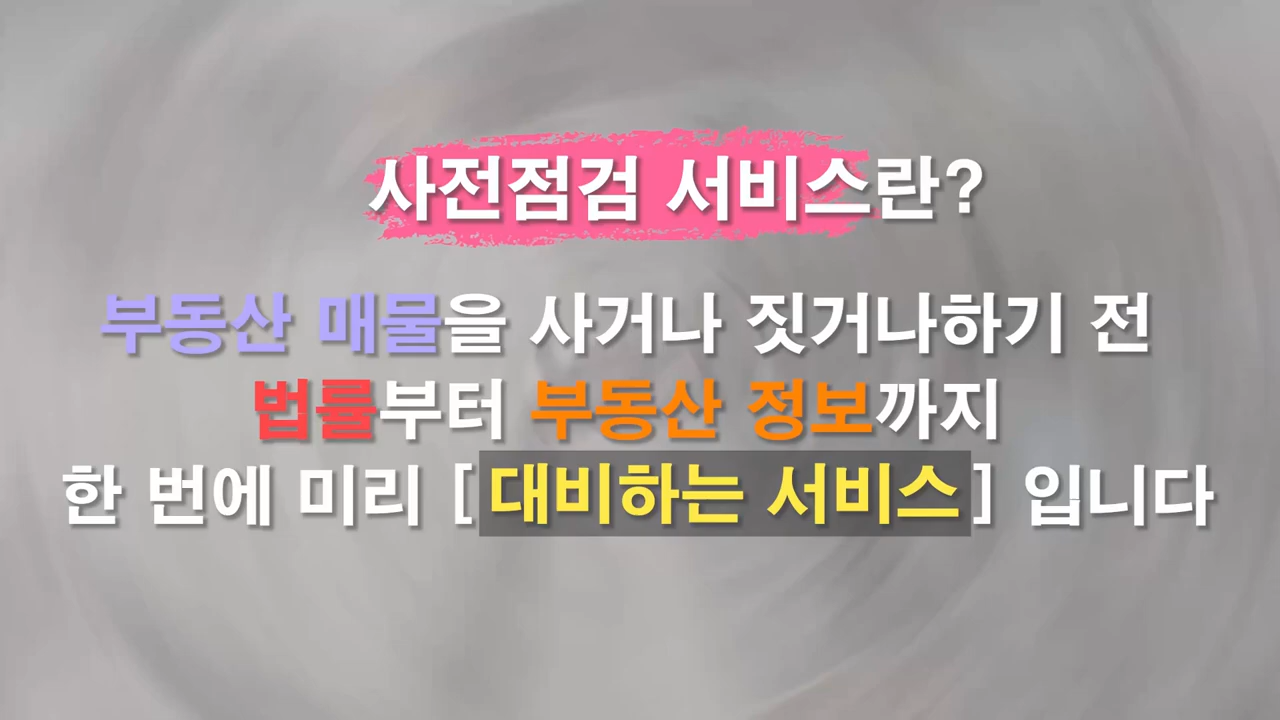 사전점검 서비스란?
부동산 매물을 사거나 짓거나하기 전
법률부터 부동산 정보까지
한 번에 미리 [대비하는 서비스] 입니다